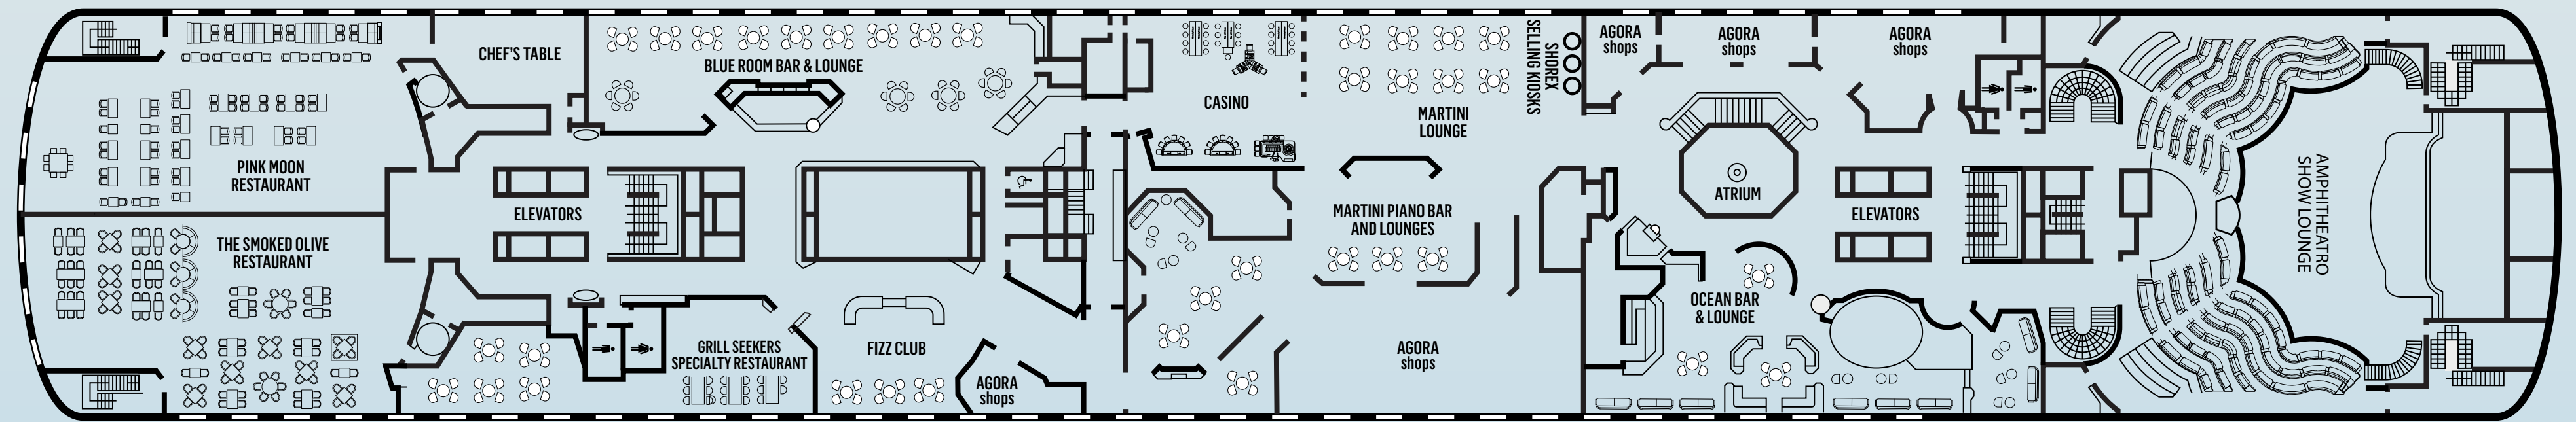 PINK MOON
RESTAURANT
THE SMOKED OLIVE
RESTAURANT
CHEF'S TABLE
ELEVATORS
BLUE ROOM BAR & LOUNGE
GRILL SEEKERS
SPECIALTY RESTAURANT
FIZZ CLUB
AGORA
shops
CASINO
MARTINI
LOUNGE
SHOREX
SELLING KIOSKS
MARTINI PIANO BAR
AND LOUNGES
AGORA
shops
AGORA
shops
AGORA
shops
AGORA
shops
ATRIUM
OCEAN BAR
& LOUNGE
ELEVATORS
AMPHITHEATRO
SHOW LOUNGE